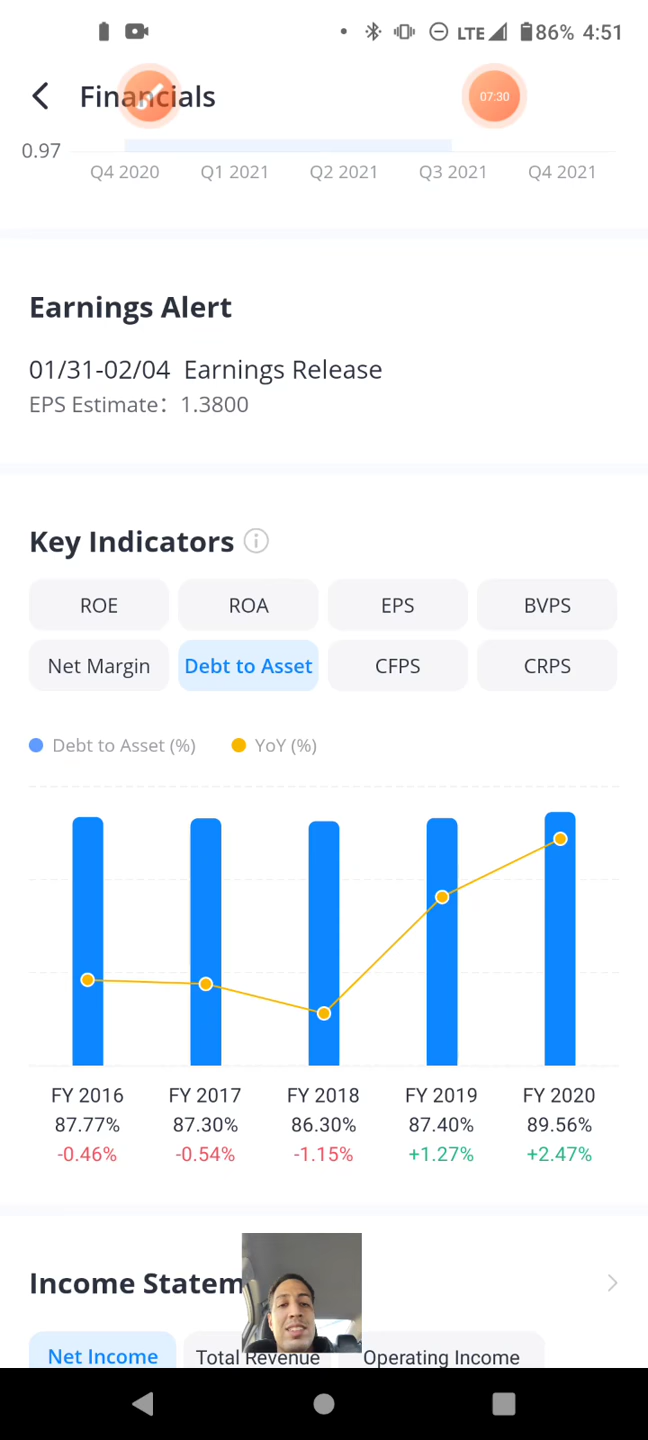 LTE 86% 4:51
Financials
07:30
0.97
Q4 2020 Q1 2021 Q2 2021 Q3 2021 Q4 2021
Earnings Alert
01/31-02/04 Earnings Release
EPS Estimate: 1.3800
Key Indicators
ROE ROA EPS BVPS
Net Margin Debt to Asset CFPS CRPS
Debt to Asset (%) YoY (%)
FY 2016 FY 2017 FY 2018 FY 2019 FY 2020
87.77% 87.30% 86.30% 87.40% 89.56%
-0.46% -0.54% -1.15% +1.27% +2.47%
Income Statem
Net Income Total Revenue Operating Income